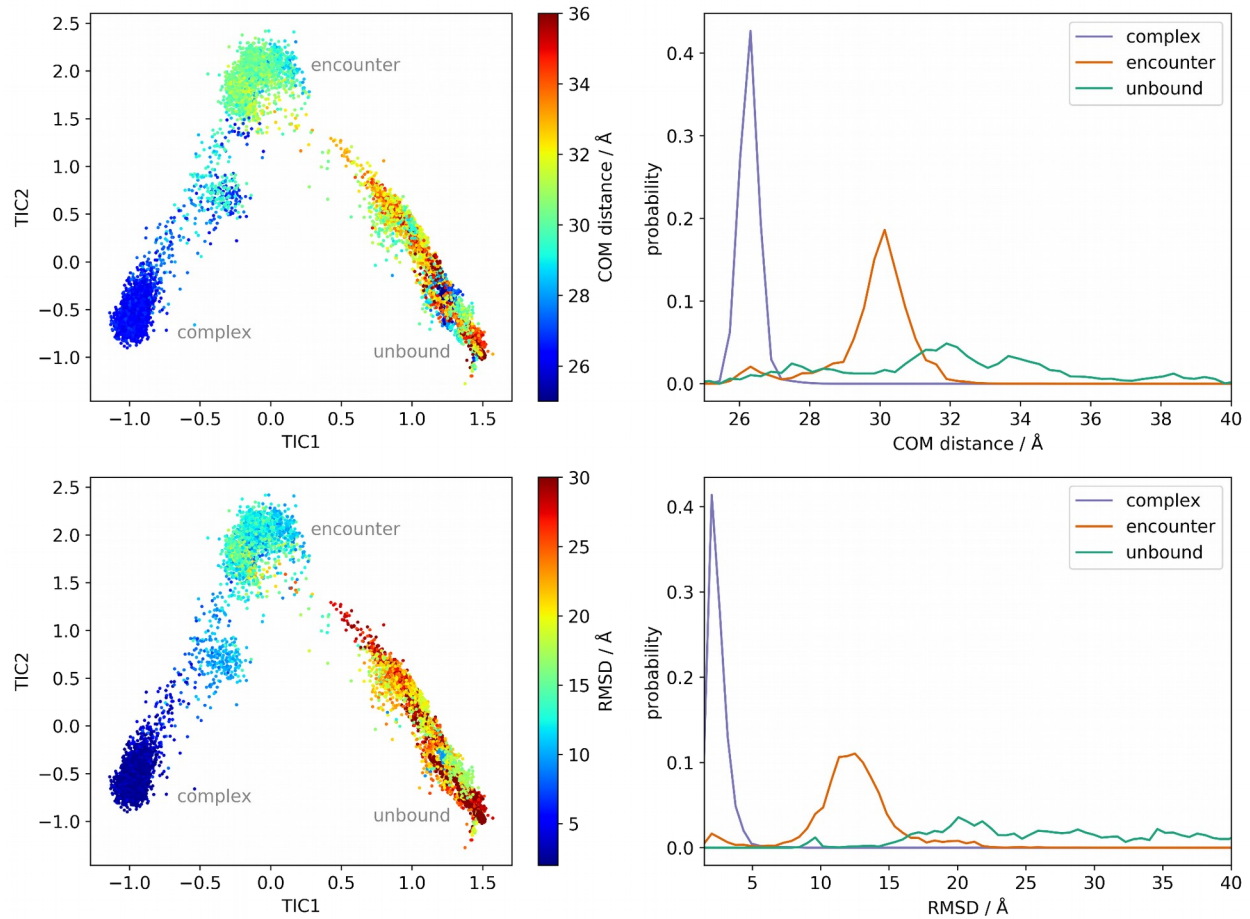 2.5
2.0
1.5
1.0
0.5
0.0
−0.5
−1.0
TIC2
encounter
complex
unbound
−1.0 −0.5 0.0 0.5 1.0 1.5
TIC1
36
34
32
30
28
26
COM distance / Å
0.4
0.3
0.2
0.1
0.0
probability
complex
encounter
unbound
26 28 30 32 34 36 38 40
COM distance / Å
2.5
2.0
1.5
1.0
0.5
0.0
−0.5
−1.0
TIC2
encounter
complex
unbound
−1.0 −0.5 0.0 0.5 1.0 1.5
TIC1
30
25
20
15
10
5
RMSD / Å
0.4
0.3
0.2
0.1
0.0
probability
complex
encounter
unbound
5 10 15 20 25 30 35 40
RMSD / Å